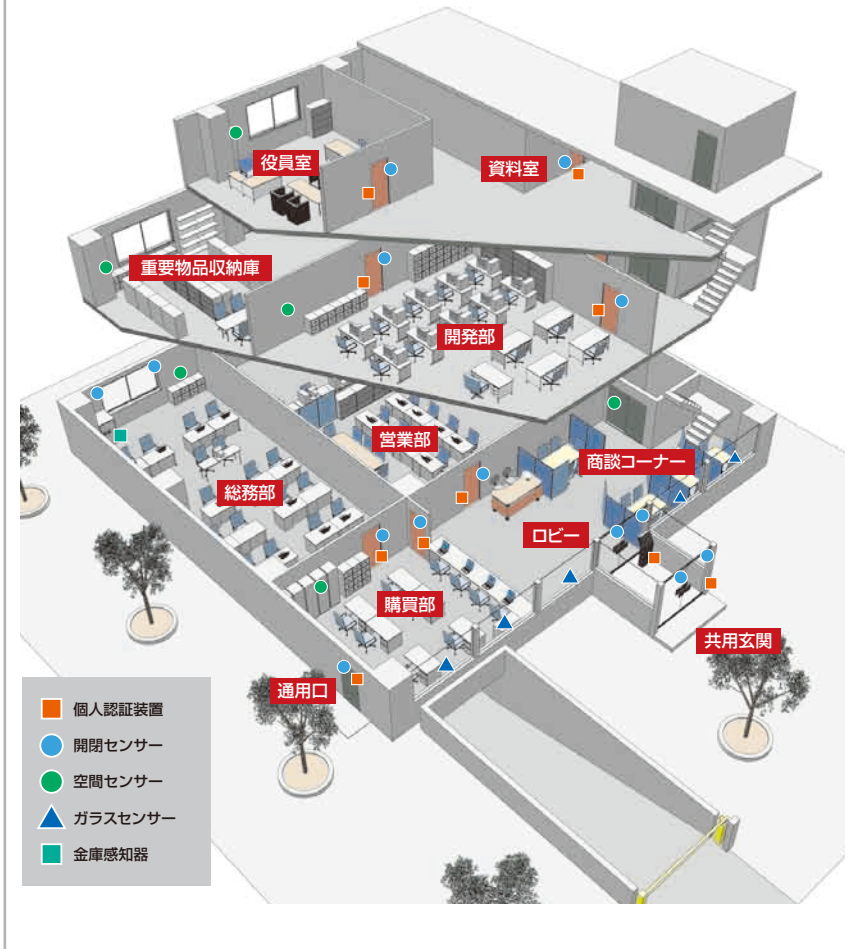 役員室
資料室
重要物品収納庫
開発部
営業部
商談コーナー
総務部
ロビー
購買部
共用玄関
通用口
個人認証装置
開閉センサー
空間センサー
ガラスセンサー
金庫感知器